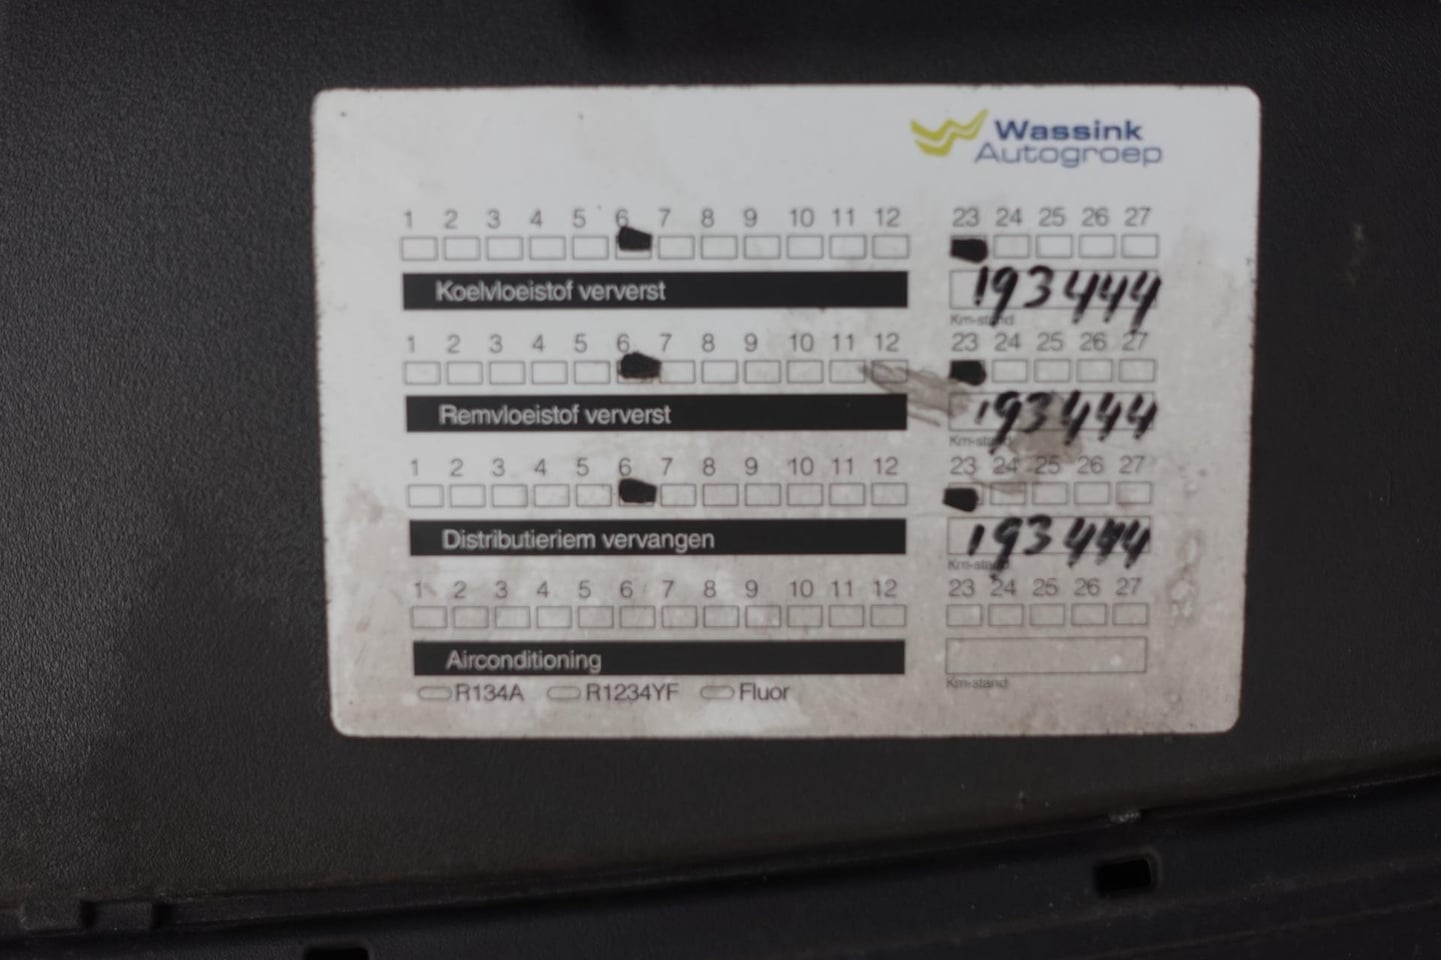 Wassink
Autogroep
1 2 3 4 5 6 7 8 9 10 11 12 23 24 25 26 27
Koelvloeistof ververst 193444
Km-stand
1 2 3 4 5 6 7 8 9 10 11 12 23 24 25 26 27
Remvloeistof ververst 193444
Km-stand
1 2 3 4 5 6 7 8 9 10 11 12 23 24 25 26 27
Distributieriem vervangen 193444
Km-stand
1 2 3 4 5 6 7 8 9 10 11 12 23 24 25 26 27
Airconditioning
R134A R1234YF Fluor Km-stand